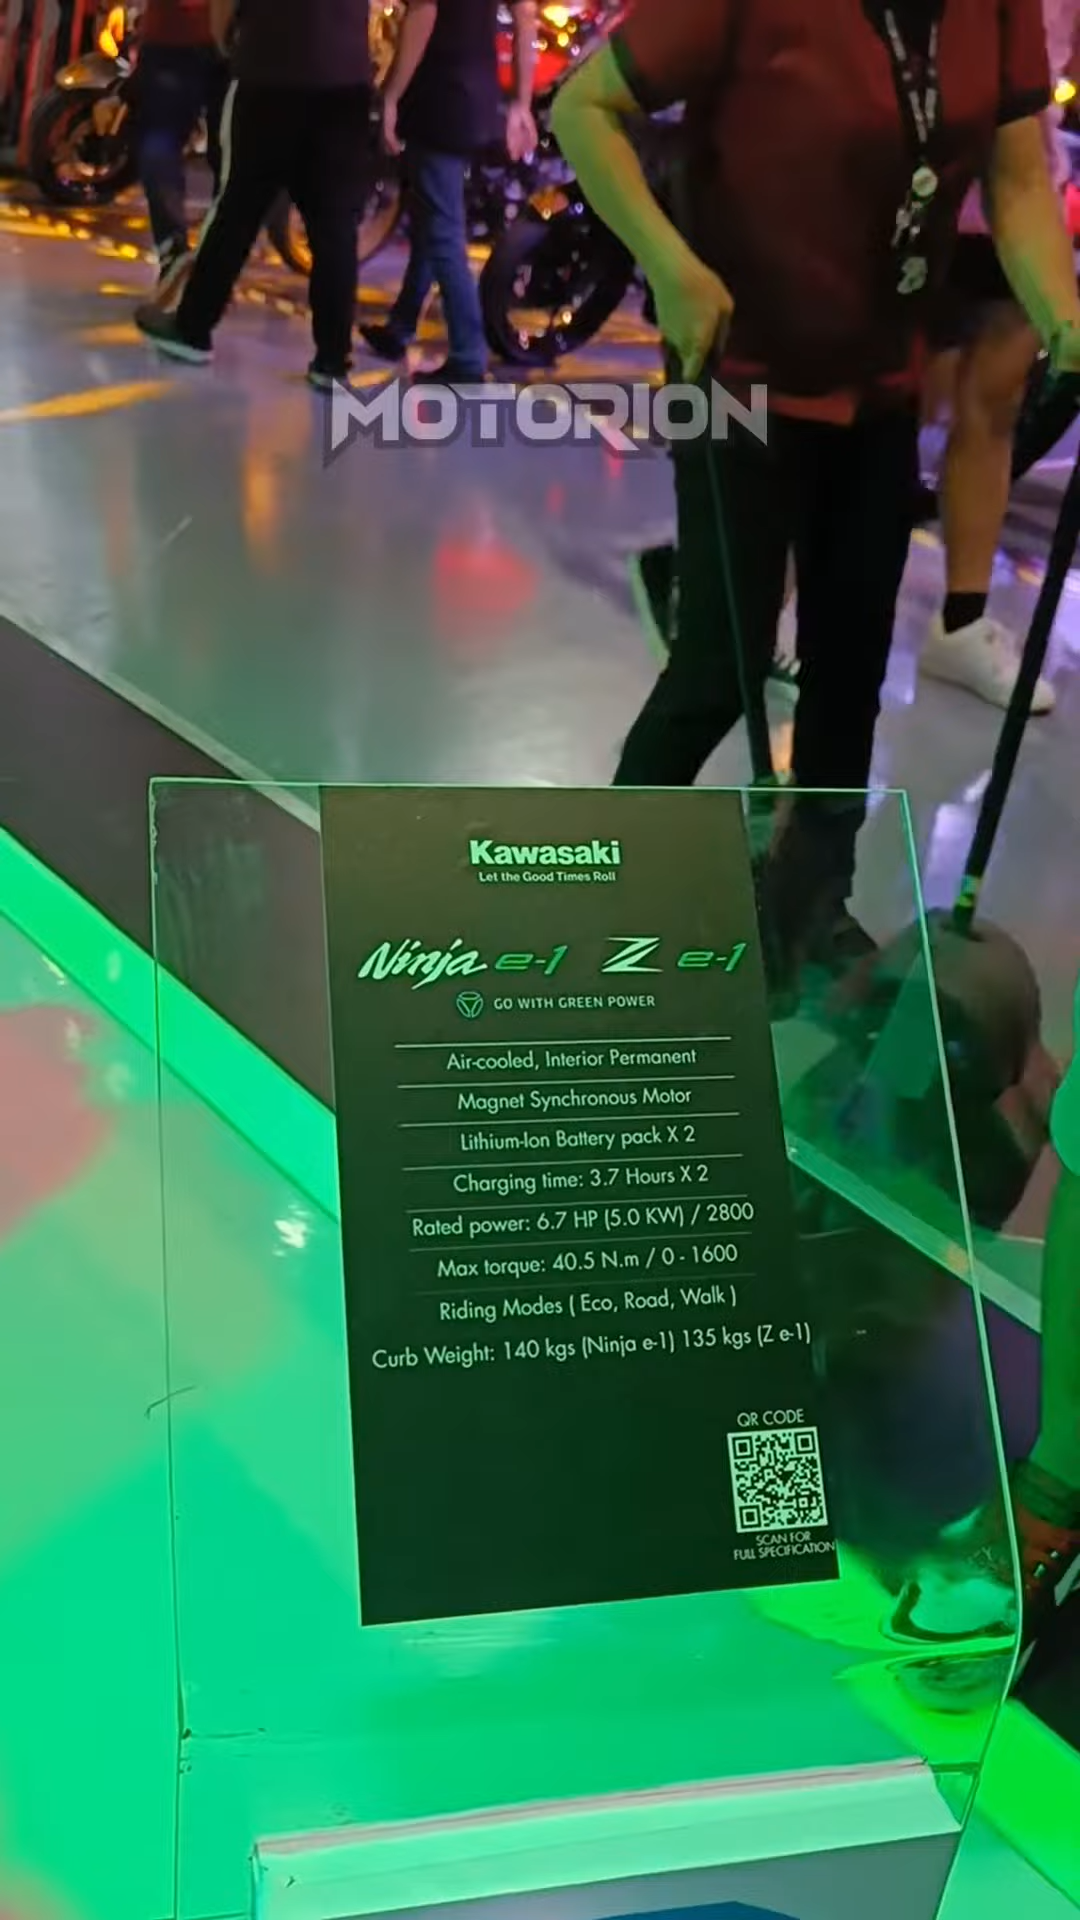 MOTORION
Kawasaki
Let the Good Times Roll
Ninja e-1 Z e-1
GO WITH GREEN POWER
Air-cooled, Interior Permanent
Magnet Synchronous Motor
Lithium-Ion Battery pack X 2
Charging time: 3.7 Hours X 2
Rated power: 6.7 HP (5.0 KW) / 2800
Max torque: 40.5 N.m / 0 - 1600
Riding Modes ( Eco, Road, Walk )
Curb Weight: 140 kgs (Ninja e-1) 135 kgs (Z e-1)
QR CODE
SCAN FOR
FULL SPECIFICATION